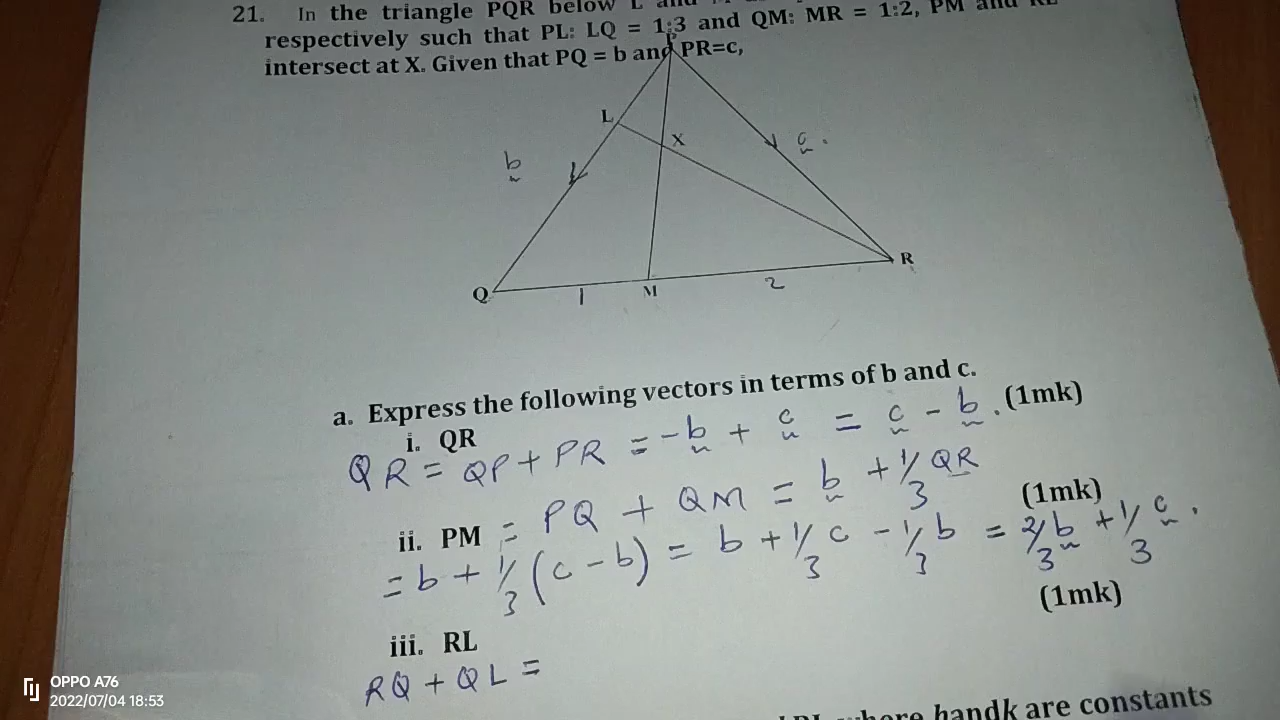 21. In the triangle PQR below L and M
respectively such that PL: LQ = 1:3 and QM: MR = 1:2, PM and RL
intersect at X. Given that PQ = b and PR=c,
P
L
X
c.
b
Q
1
M
2
R
a. Express the following vectors in terms of b and c.
i. QR (1mk)
QR = QP + PR = -b + c = c - b.
ii. PM = PQ + QM = b + 1/3 QR (1mk)
= b + 1/3 (c - b) = b + 1/3 c - 1/3 b = 2/3 b + 1/3 c.
(1mk)
iii. RL
RQ + QL =
where h and k are constants
OPPO A76
2022/07/04 18:53